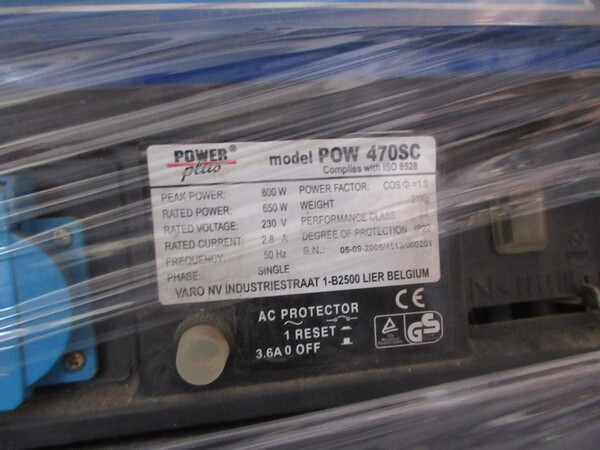 POWER®
plus
model POW 470SC
Complies with ISO 8528
PEAK POWER: 800 W
RATED POWER: 650 W
RATED VOLTAGE: 230 V
RATED CURRENT: 2.8 A
FREQUENCY: 50 Hz
PHASE: SINGLE
POWER FACTOR: COS Φ =1.0
WEIGHT
PERFORMANCE CLASS
DEGREE OF PROTECTION IP22
S.N.:
VARO NV INDUSTRIESTRAAT 1-B2500 LIER BELGIUM
AC PROTECTOR
1 RESET
3.6A 0 OFF
CE
GS